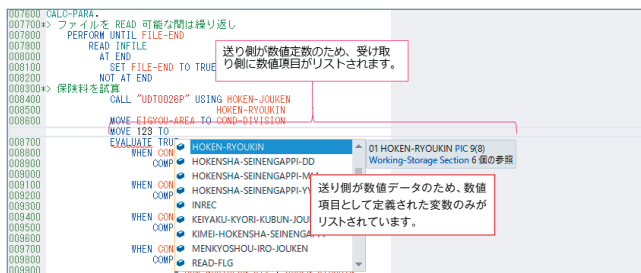 007600 CALC-PARA.
007700*> ファイルを READ 可能な間は繰り返し
007800 PERFORM UNTIL FILE-END
007900 READ INFILE
008000 AT END
008100 SET FILE-END TO TRUE
008200 NOT AT END
008300*> 保険料を試算
008400 CALL "UDT0026P" USING HOKEN-JOUKEN
008500 HOKEN-RYOUKIN
008600 MOVE EIGYOU-AREA TO COND-DIVISION
MOVE 123 TO
008700 EVALUATE TRU
008800 WHEN CON
008900 COMP
009000
009100 WHEN CON
009200 COMP
009300
009400 WHEN CON
009500 COMP
009600
009700 WHEN CON
009800 COMP
009900
送り側が数値定数のため、受け取
り側に数値項目がリストされます。
HOKEN-RYOUKIN
HOKENSHA-SEINENGAPPI-DD
HOKENSHA-SEINENGAPPI-MM
HOKENSHA-SEINENGAPPI-YY
INREC
KEIYAKU-KYORI-KUBUN-JOU
KIMEI-HOKENSHA-SEINENGAPPI
MENKYOSHOU-IRO-JOUKEN
READ-FLG
01 HOKEN-RYOUKIN PIC 9(8)
Working-Storage Section 6 個の参照
送り側が数値データのため、数値
項目として定義された変数のみが
リストされています。